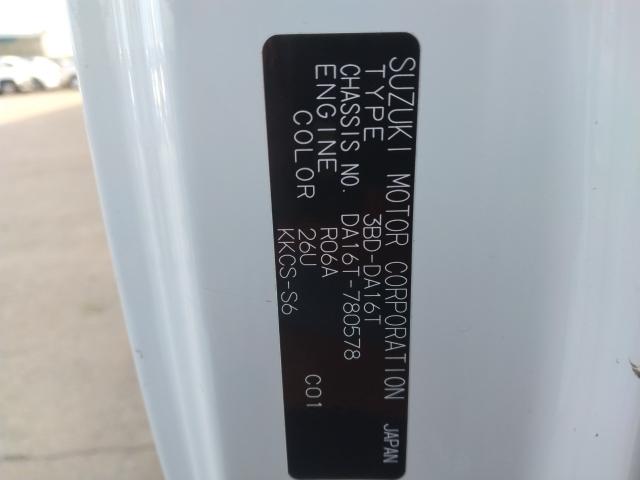 SUZUKI MOTOR CORPORATION JAPAN
TYPE 3BD-DA16T
CHASSIS NO. DA16T-780578
ENGINE R06A
COLOR 26U
KKCS-S6 C01